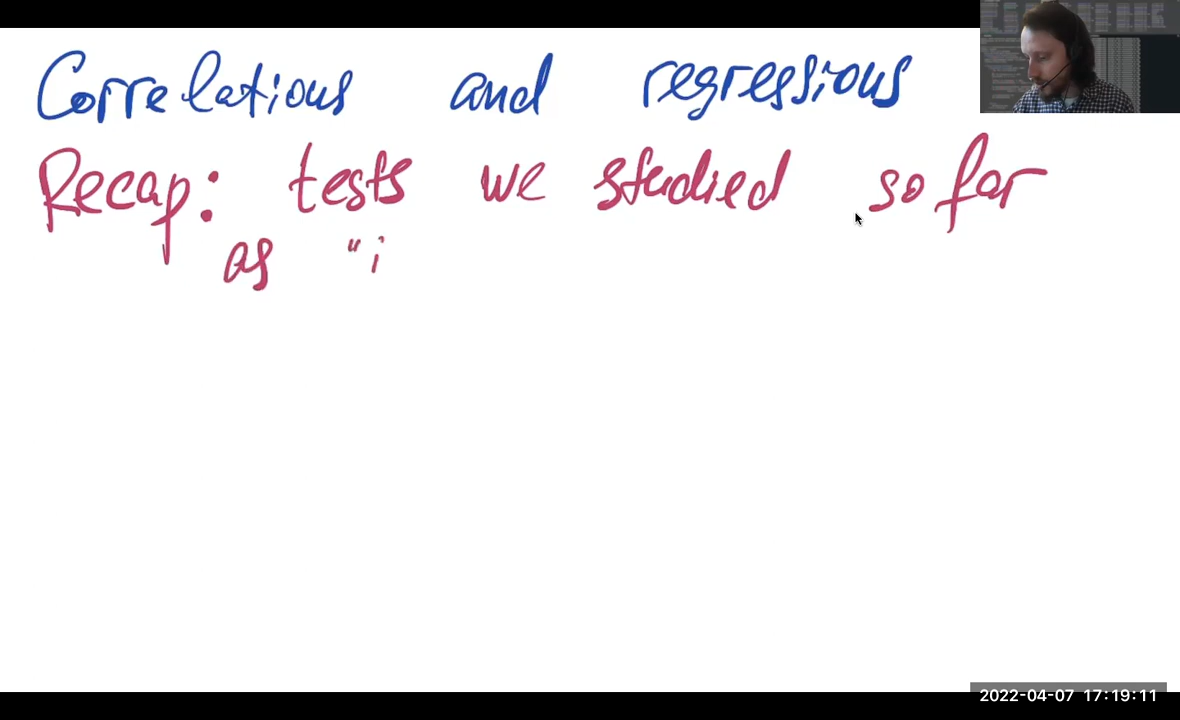 Correlations and regressions
Recap: tests we studied so far
as "i
2022-04-07 17:19:11